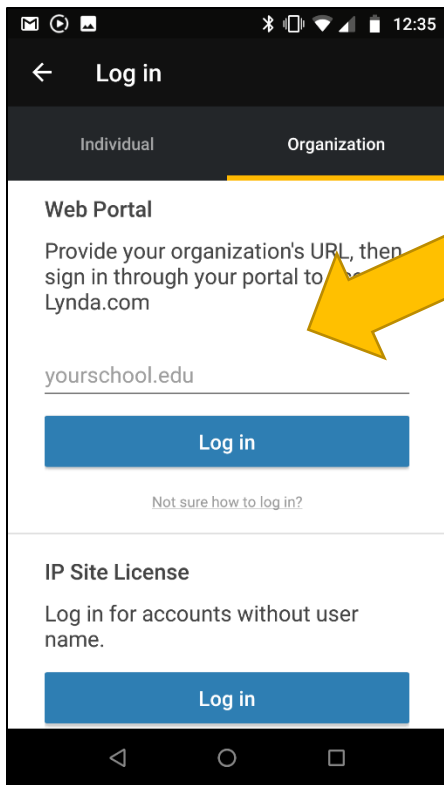 12:35
Log in
Individual Organization
Web Portal
Provide your organization's URL, then
sign in through your portal to
Lynda.com
yourschool.edu
Log in
Not sure how to log in?
IP Site License
Log in for accounts without user
name.
Log in